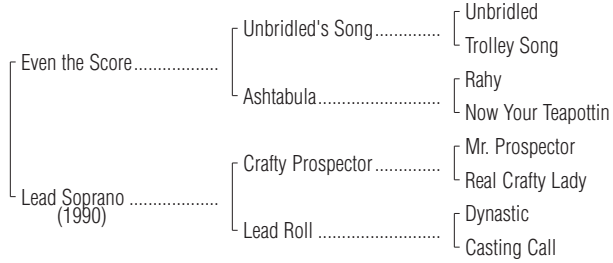 Unbridled
Unbridled's Song..............
Trolley Song
Even the Score..................
Rahy
Ashtabula..........................
Now Your Teapottin
Mr. Prospector
Crafty Prospector..............
Real Crafty Lady
Lead Soprano ...................
(1990)
Dynastic
Lead Roll ..........................
Casting Call